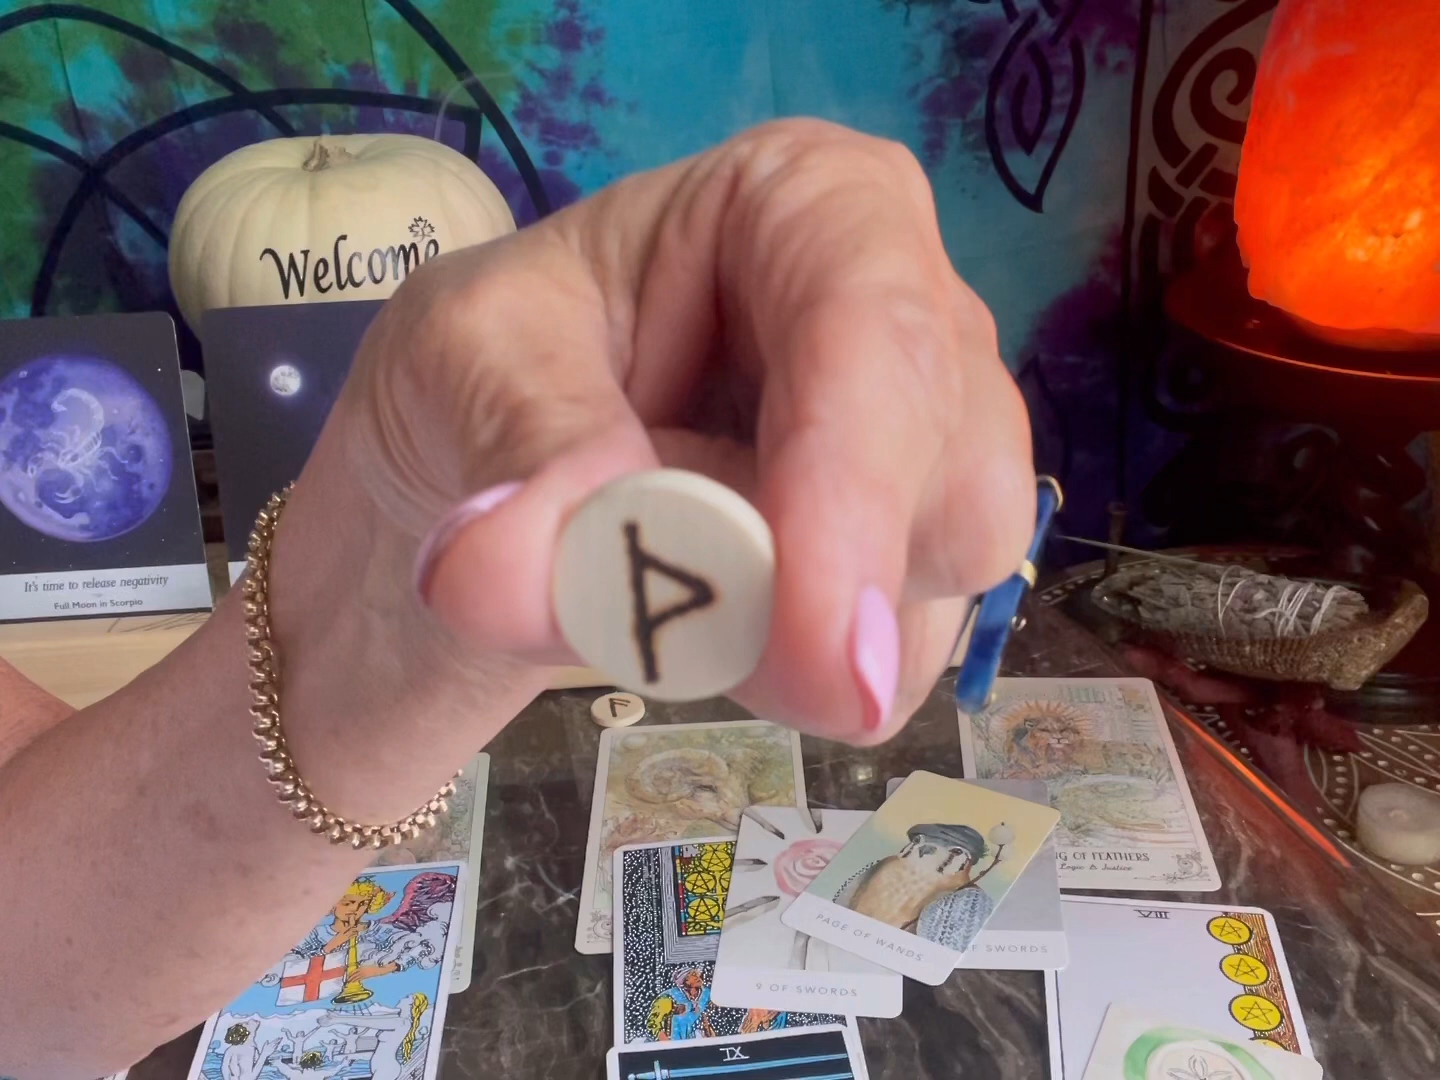 Welcome
It's time to release negativity
Full Moon in Scorpio
ᚦ
ᚨ
G OF FEATHERS
Logic & Justice
PAGE OF WANDS
OF SWORDS
9 OF SWORDS
VIII
IX